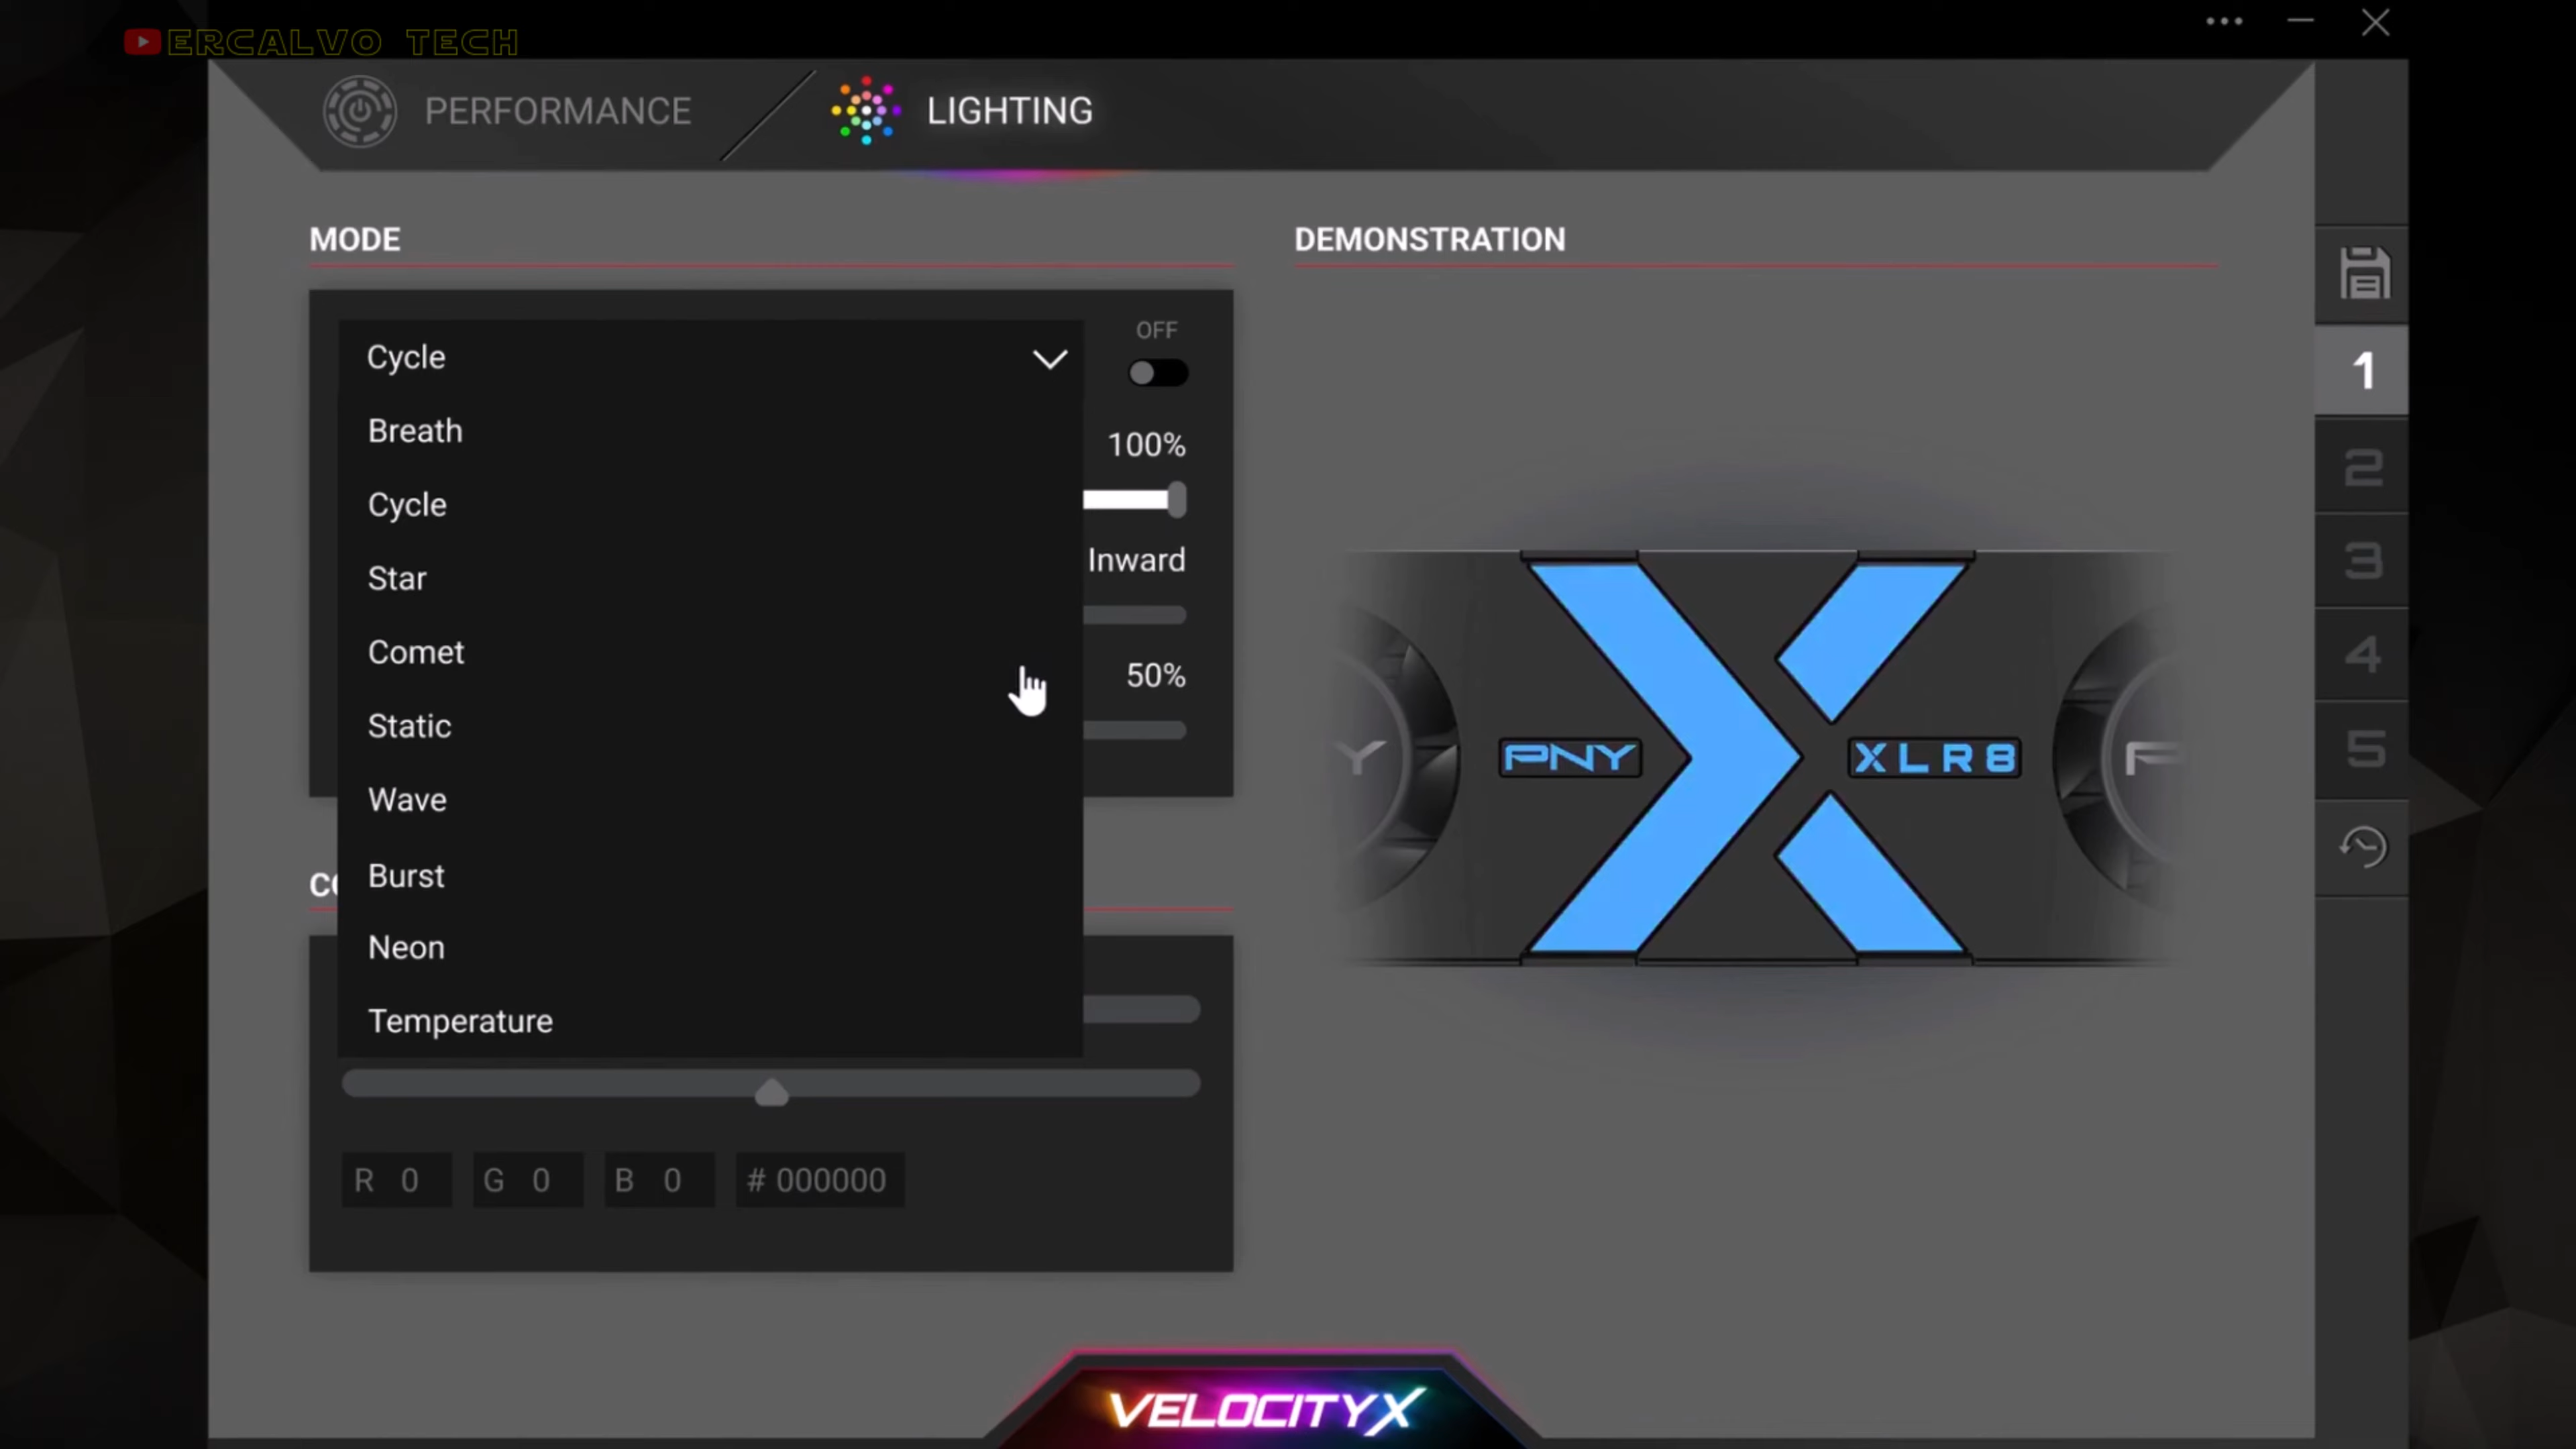 ERCALVO TECH
PERFORMANCE
LIGHTING
MODE
Cycle
OFF
Breath
100%
Cycle
Star
Inward
Comet
50%
Static
Wave
Burst
Neon
Temperature
R 0
G 0
B 0
# 000000
DEMONSTRATION
PNY
XLR8
1
2
3
4
5
VELOCITYX